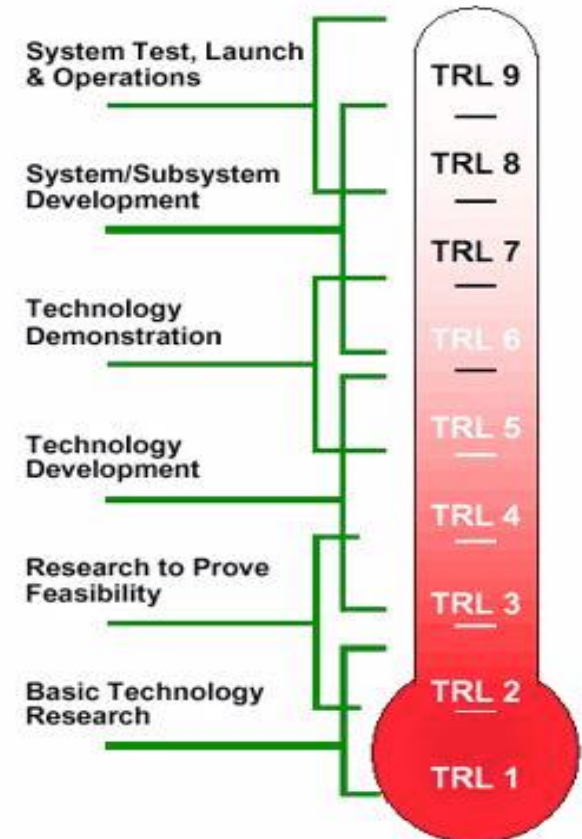 System Test, Launch
& Operations
System/Subsystem
Development
Technology
Demonstration
Technology
Development
Research to Prove
Feasibility
Basic Technology
Research
TRL 9
TRL 8
TRL 7
TRL 6
TRL 5
TRL 4
TRL 3
TRL 2
TRL 1